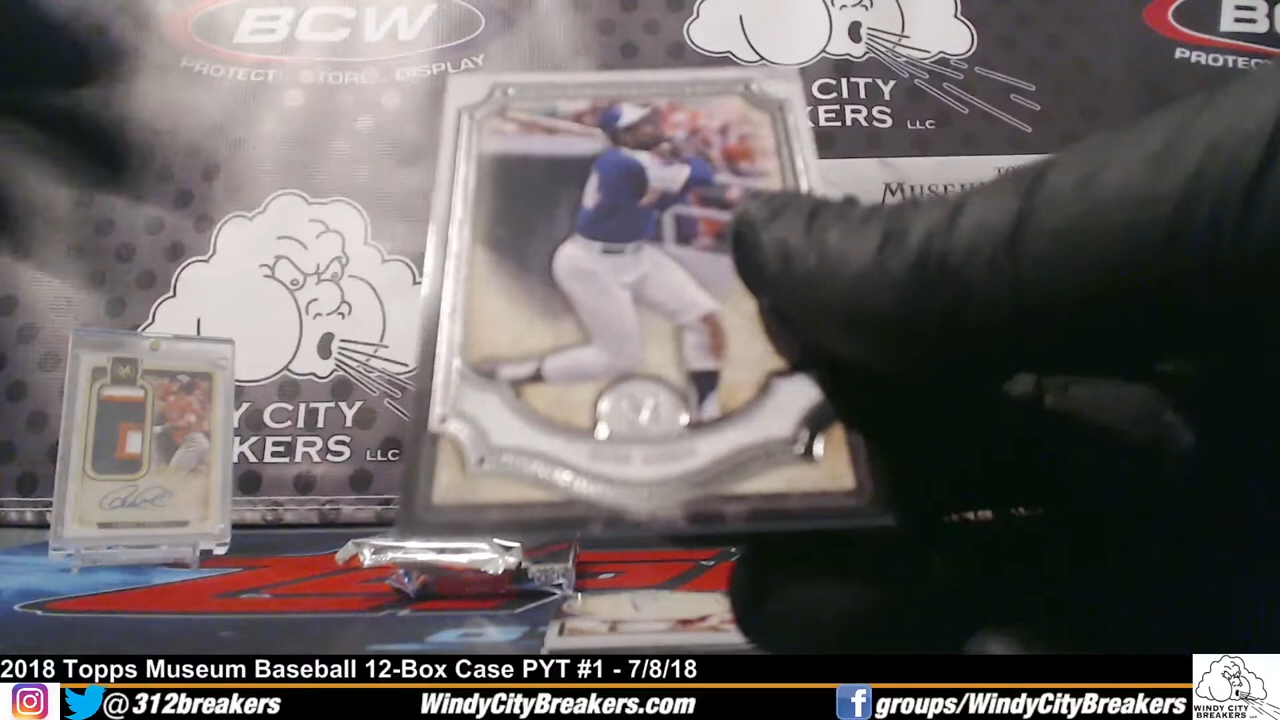 BCW
PROTECT. STORE. DISPLAY
CITY
KERS LLC
B
PROTEC
Y CITY
KERS LLC
2018 Topps Museum Baseball 12-Box Case PYT #1 - 7/8/18
@312breakers
WindyCityBreakers.com
groups/WindyCityBreakers
WINDY CITY
BREAKERS LLC